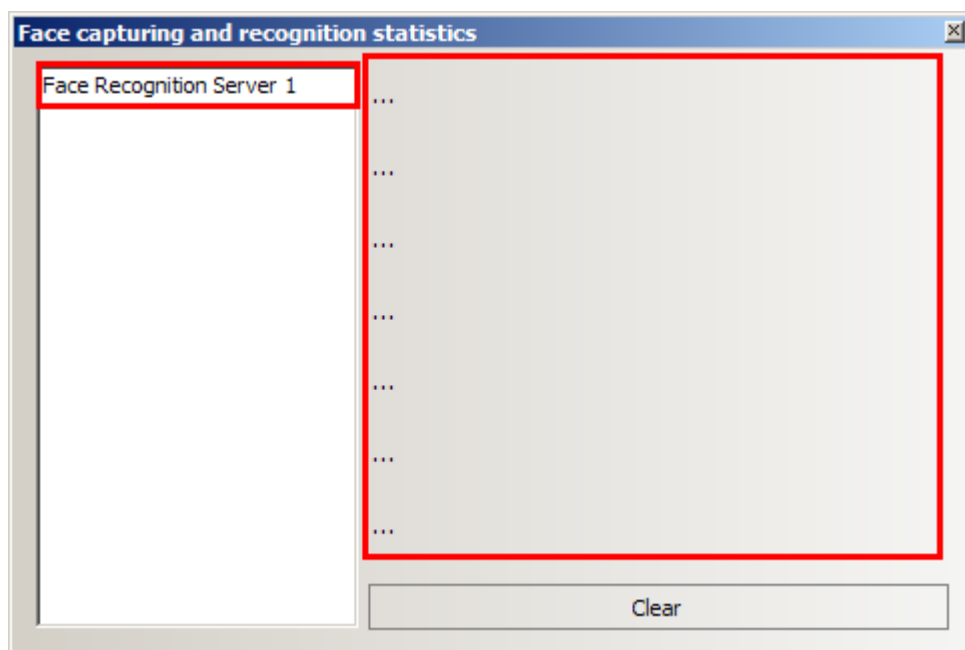 Face capturing and recognition statistics
Face Recognition Server 1
...
...
...
...
...
...
...
Clear